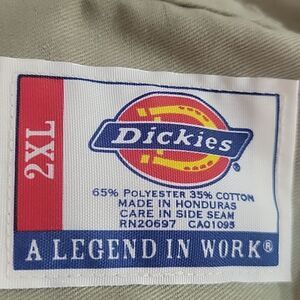 2XL
Dickies
65% POLYESTER 35% COTTON
MADE IN HONDURAS
CARE IN SIDE SEAM
RN20697 CA01095
A LEGEND IN WORK®